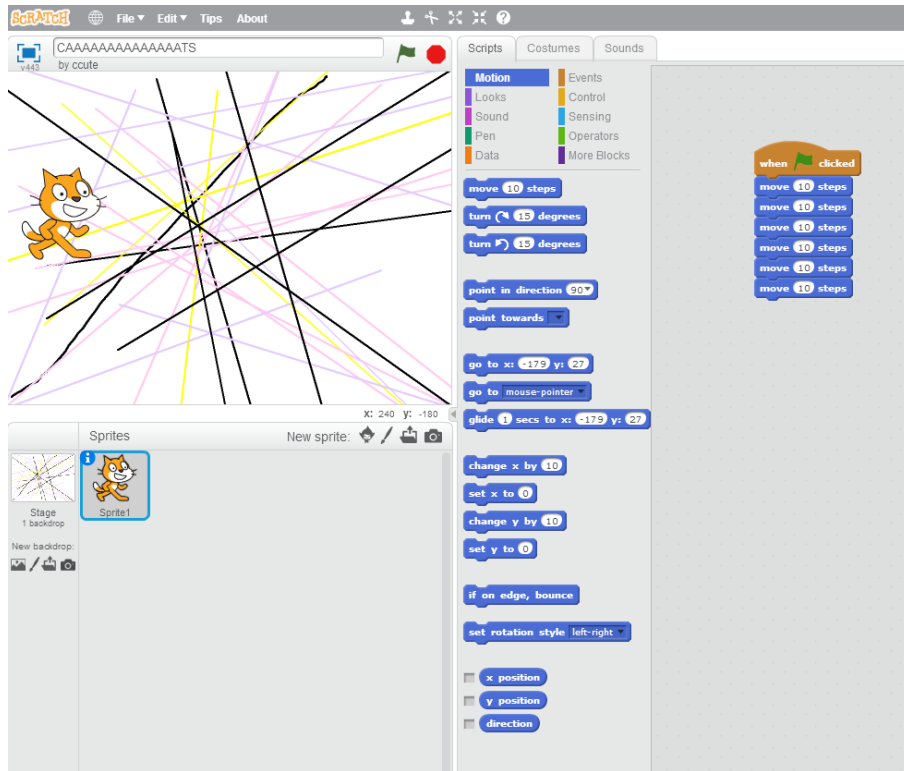 SCRATCH File Edit Tips About
CAAAAAAAAAAAAAATS
by ccute
v443
X: 240 y: -180
Sprites New sprite:
Stage
1 backdrop
New backdrop:
Sprite1
Scripts Costumes Sounds
Motion Events
Looks Control
Sound Sensing
Pen Operators
Data More Blocks
move 10 steps
turn 15 degrees
turn 15 degrees
point in direction 90
point towards
go to x: -179 y: 27
go to mouse-pointer
glide 1 secs to x: -179 y: 27
change x by 10
set x to 0
change y by 10
set y to 0
if on edge, bounce
set rotation style left-right
x position
y position
direction
when clicked
move 10 steps
move 10 steps
move 10 steps
move 10 steps
move 10 steps
move 10 steps